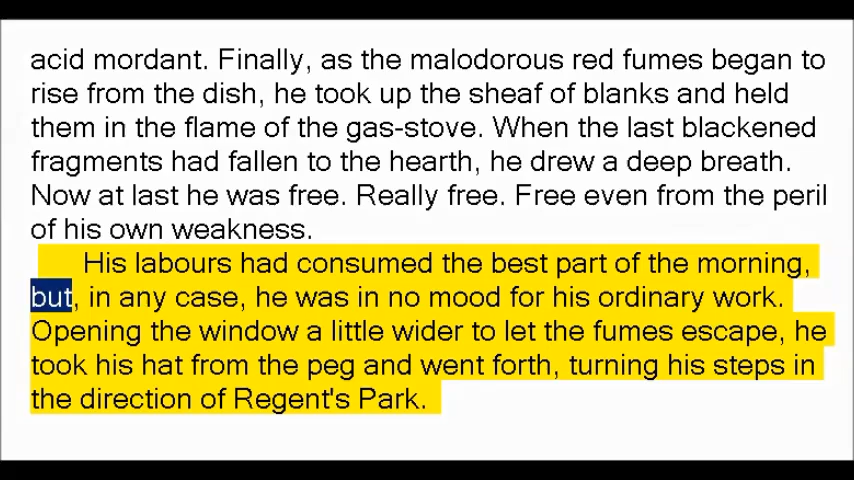 acid mordant. Finally, as the malodorous red fumes began to
rise from the dish, he took up the sheaf of blanks and held
them in the flame of the gas-stove. When the last blackened
fragments had fallen to the hearth, he drew a deep breath.
Now at last he was free. Really free. Free even from the peril
of his own weakness.
His labours had consumed the best part of the morning,
but, in any case, he was in no mood for his ordinary work.
Opening the window a little wider to let the fumes escape, he
took his hat from the peg and went forth, turning his steps in
the direction of Regent's Park.